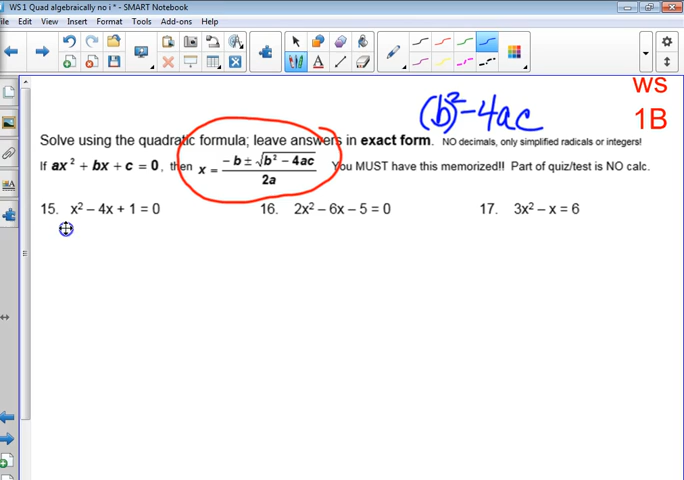 WS 1 Quad algebraically no i * - SMART Notebook
File Edit View Insert Format Tools Add-ons Help
ws
1B
(b)² - 4ac
Solve using the quadratic formula; leave answers in exact form. NO decimals, only simplified radicals or integers!
If ax² + bx + c = 0, then x = (−b ± √(b² − 4ac)) / 2a You MUST have this memorized!! Part of quiz/test is NO calc.
15. x² − 4x + 1 = 0 16. 2x² − 6x − 5 = 0 17. 3x² − x = 6